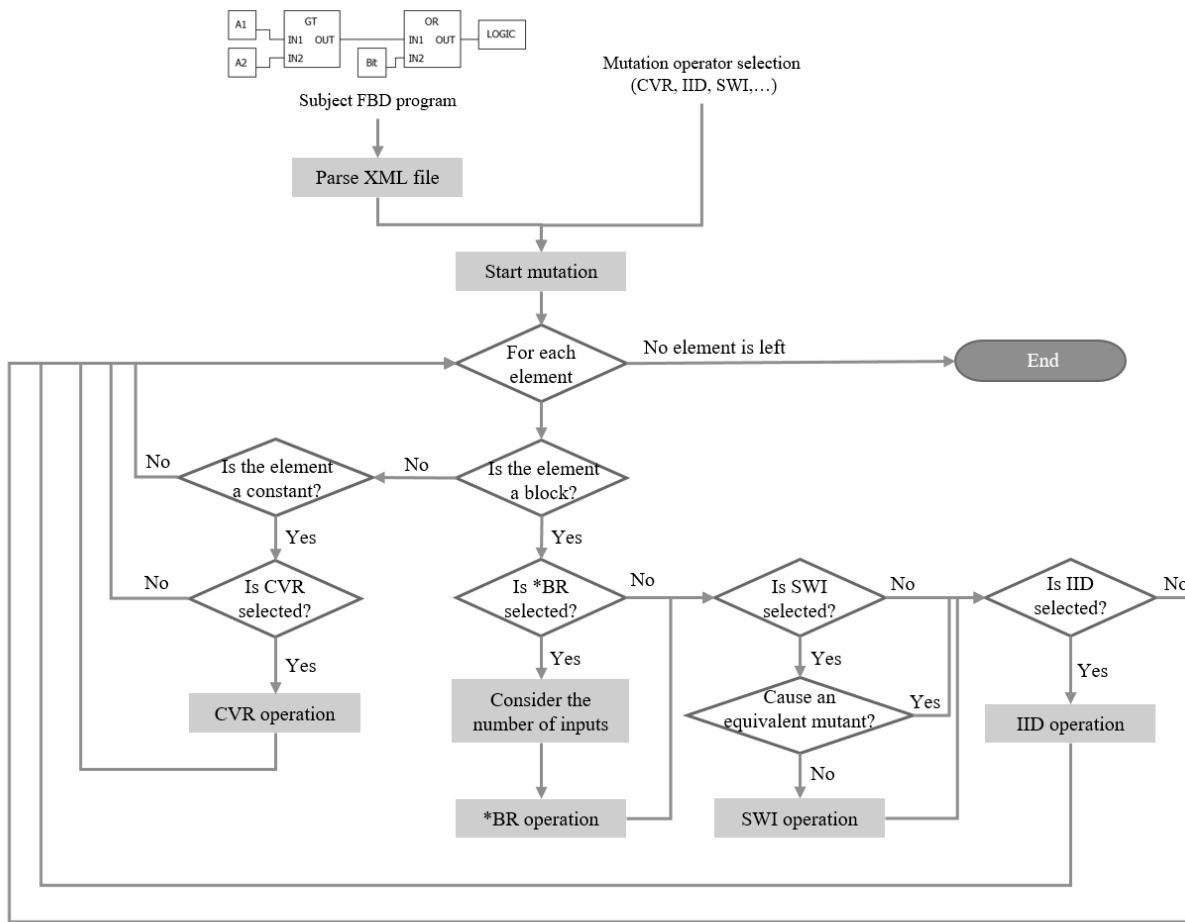 GT
OR
A1
IN1 OUT
IN1 OUT
LOGIC
A2
IN2
Bit
IN2
Subject FBD program
Mutation operator selection
(CVR, IID, SWI,…)
Parse XML file
Start mutation
For each
element
No element is left
End
No
Is the element
a constant?
No
Is the element
a block?
Yes
Yes
No
Is CVR
selected?
Is *BR
selected?
No
Is SWI
selected?
No
Is IID
selected?
No
Yes
Yes
Yes
Yes
CVR operation
Consider the
number of inputs
Cause an
equivalent mutant?
Yes
IID operation
No
*BR operation
SWI operation